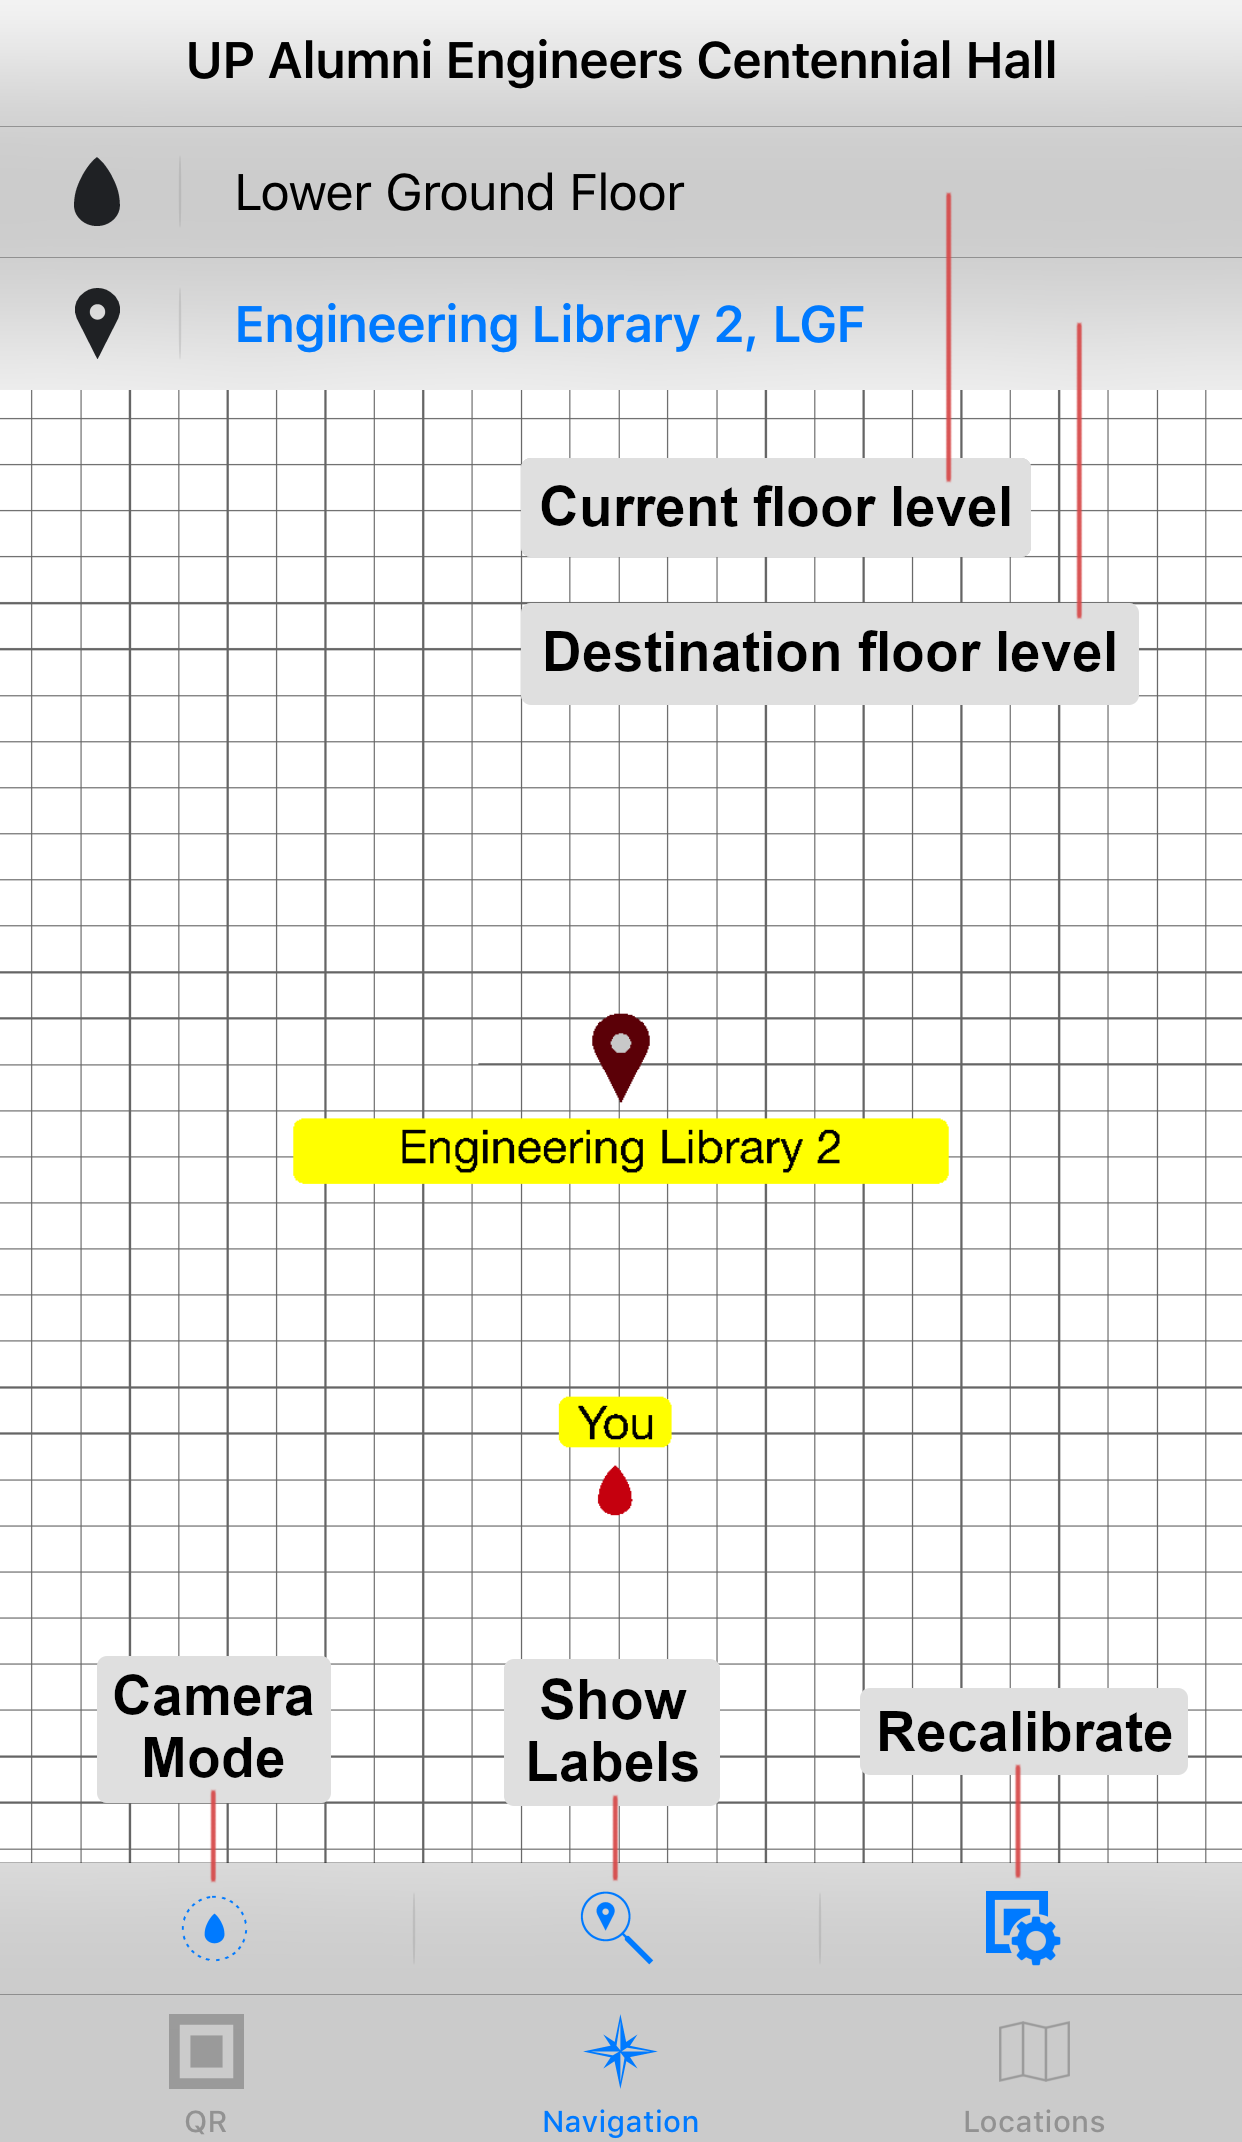 UP Alumni Engineers Centennial Hall
Lower Ground Floor
Engineering Library 2, LGF
Current floor level
Destination floor level
Engineering Library 2
You
Camera
Mode
Show
Labels
Recalibrate
QR
Navigation
Locations